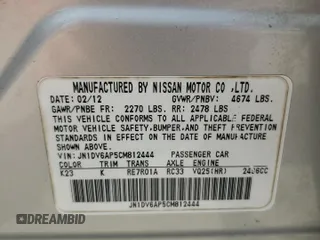 MANUFACTURED BY NISSAN MOTOR CO.,LTD.
DATE: 02/12 GVWR/PNBV: 4674 LBS.
GAWR/PNBE FR: 2270 LBS. RR: 2478 LBS
THIS VEHICLE CONFORMS TO ALL APPLICABLE FEDERAL
MOTOR VEHICLE SAFETY,BUMPER,AND THEFT PREVENTION
STANDARDS IN EFFECT ON THE DATE OF MANUFACTURE
SHOWN ABOVE.
VIN: JN1DV6AP5CM812444 PASSENGER CAR
COLOR TRIM TRANS AXLE ENGINE
K23 K RE7R01A RC33 VQ25(HR) 2496CC
JN1DV6AP5CM812444
© DREAMBID